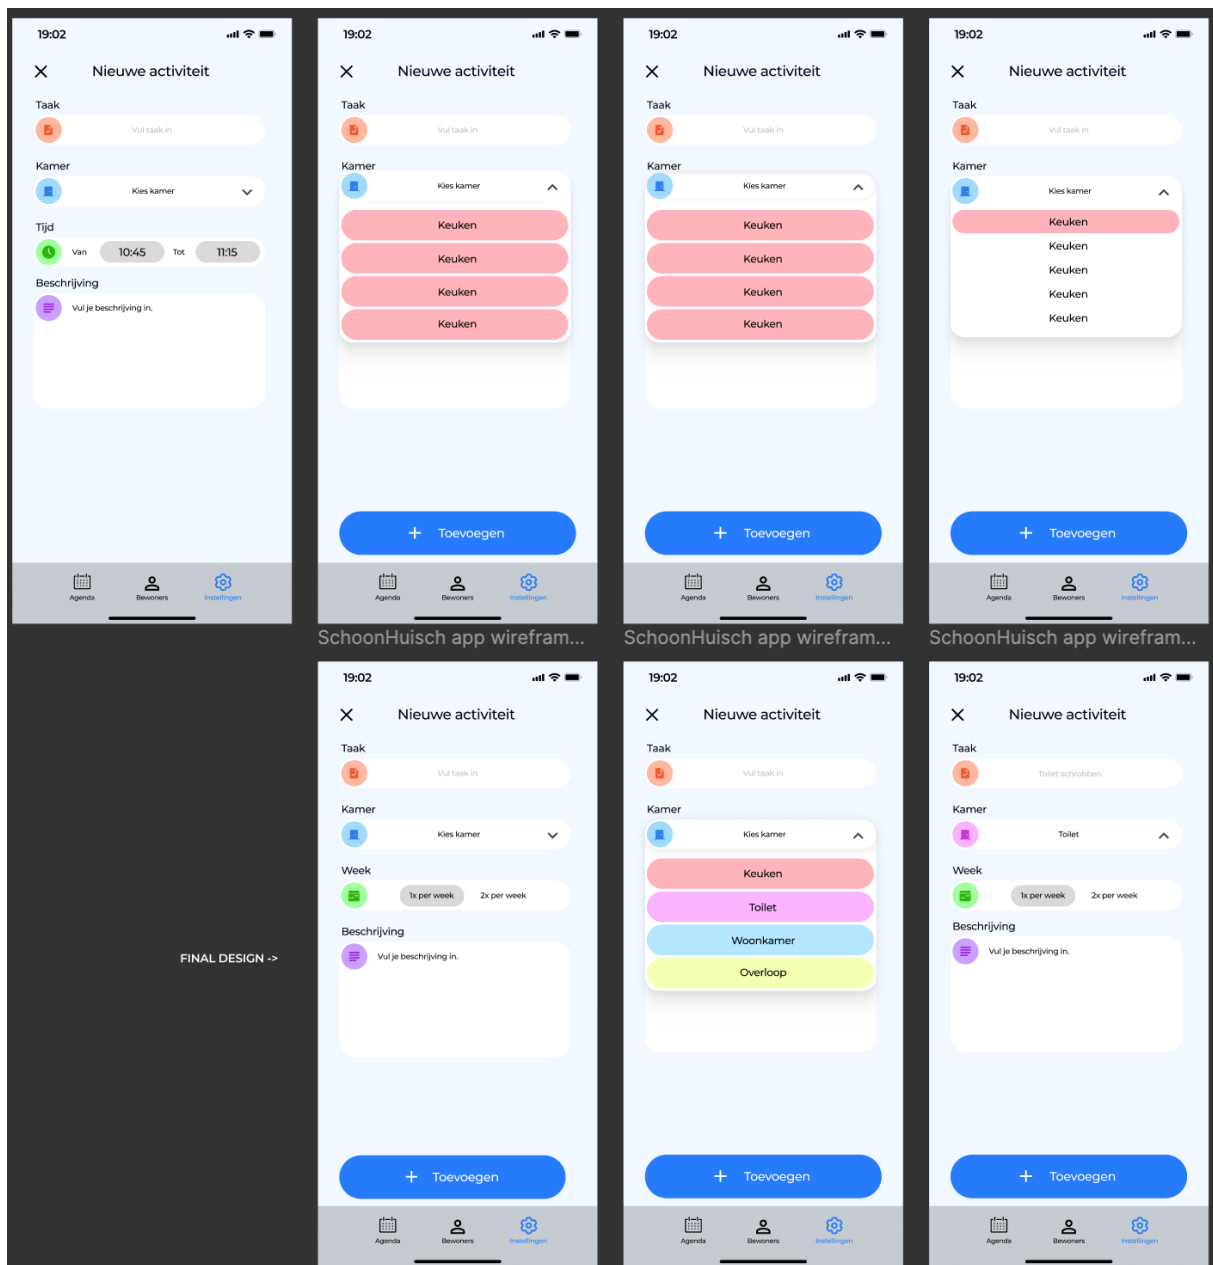 19:02
Nieuwe activiteit
Taak
Vul taak in
Kamer
Kies kamer
Tijd
Van 10:45 Tot 11:15
Beschrijving
Vul je beschrijving in.
Agenda Bewoners Instellingen
19:02
Nieuwe activiteit
Taak
Vul taak in
Kamer
Kies kamer
Keuken
Keuken
Keuken
Keuken
+ Toevoegen
Agenda Bewoners Instellingen
SchoonHuisch app wirefram...
19:02
Nieuwe activiteit
Taak
Vul taak in
Kamer
Kies kamer
Keuken
Keuken
Keuken
Keuken
+ Toevoegen
Agenda Bewoners Instellingen
SchoonHuisch app wirefram...
19:02
Nieuwe activiteit
Taak
Vul taak in
Kamer
Kies kamer
Keuken
Keuken
Keuken
Keuken
Keuken
+ Toevoegen
Agenda Bewoners Instellingen
SchoonHuisch app wirefram...
FINAL DESIGN ->
19:02
Nieuwe activiteit
Taak
Vul taak in
Kamer
Kies kamer
Week
1x per week 2x per week
Beschrijving
Vul je beschrijving in.
+ Toevoegen
Agenda Bewoners Instellingen
19:02
Nieuwe activiteit
Taak
Vul taak in
Kamer
Kies kamer
Keuken
Toilet
Woonkamer
Overloop
+ Toevoegen
Agenda Bewoners Instellingen
19:02
Nieuwe activiteit
Taak
Toilet schrobben
Kamer
Toilet
Week
1x per week 2x per week
Beschrijving
Vul je beschrijving in.
+ Toevoegen
Agenda Bewoners Instellingen